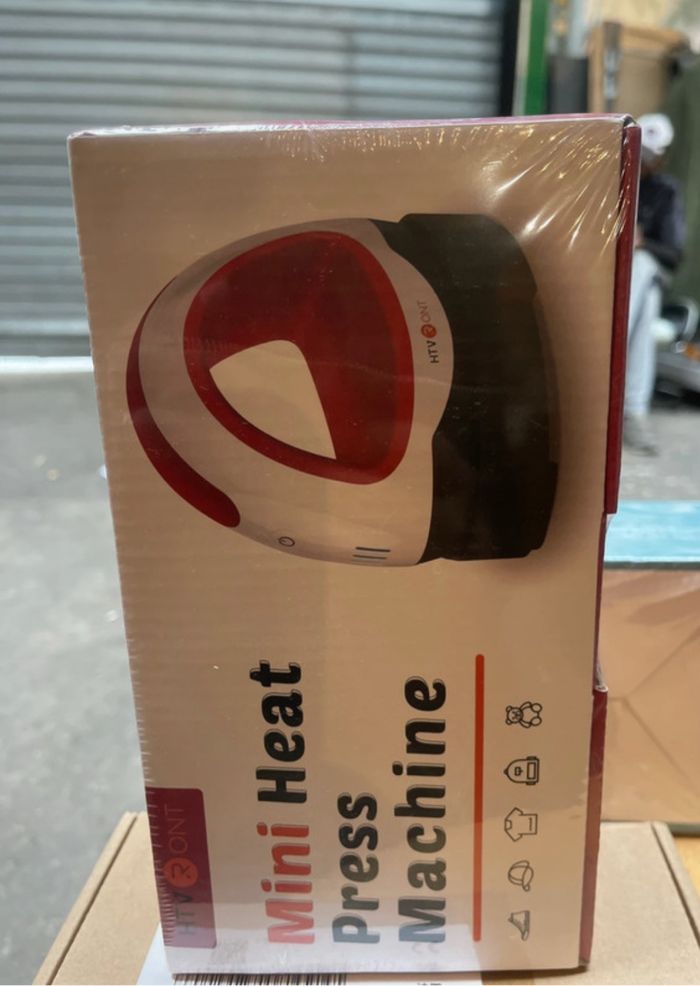 HTVRONT
Mini Heat
Press
Machine
HTVRONT